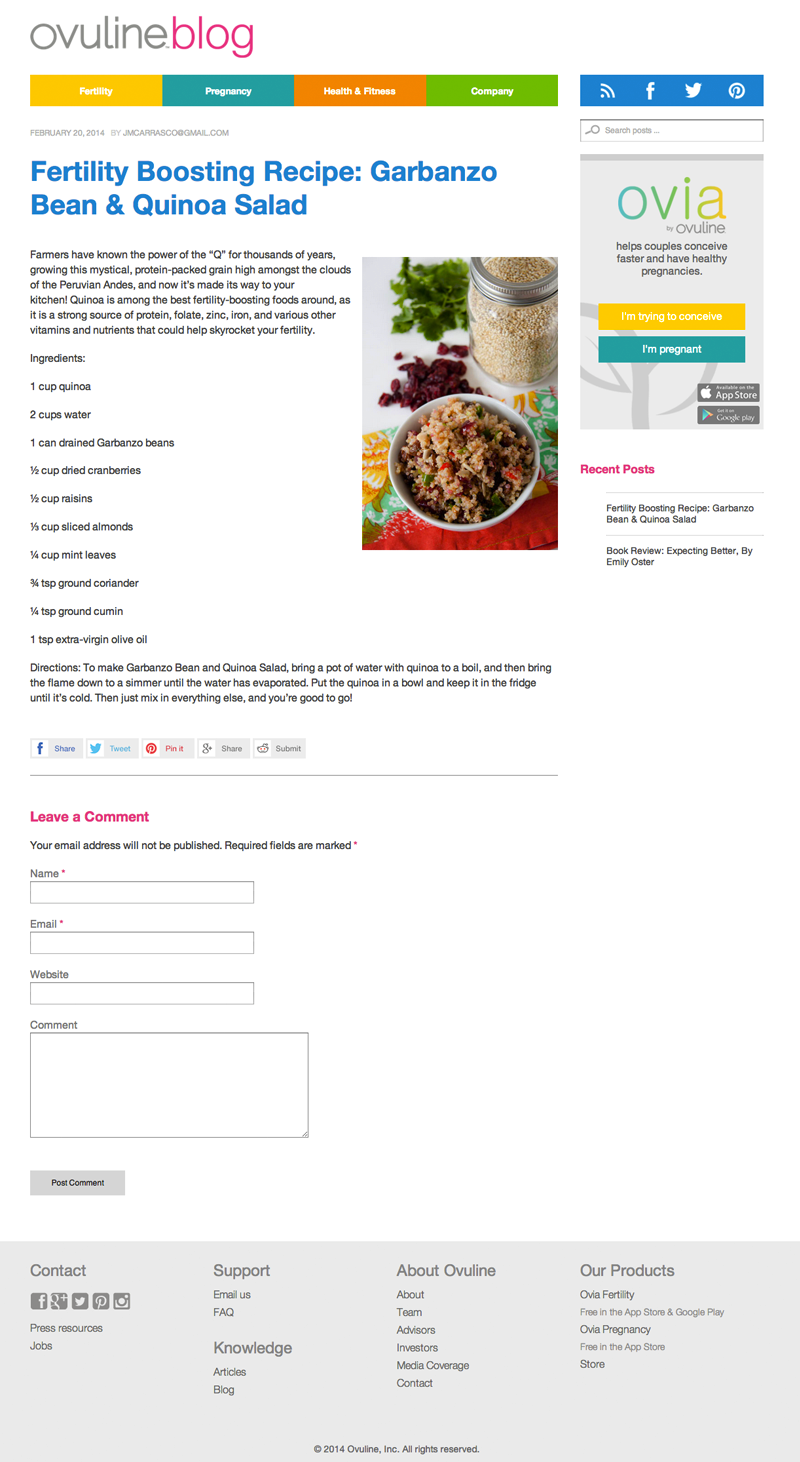 ovulineblog
Fertility
Pregnancy
Health & Fitness
Company
Search posts ...
FEBRUARY 20, 2014 BY JMCARRASCO@GMAIL.COM
Fertility Boosting Recipe: Garbanzo
Bean & Quinoa Salad
Farmers have known the power of the “Q” for thousands of years,
growing this mystical, protein-packed grain high amongst the clouds
of the Peruvian Andes, and now it’s made its way to your
kitchen! Quinoa is among the best fertility-boosting foods around, as
it is a strong source of protein, folate, zinc, iron, and various other
vitamins and nutrients that could help skyrocket your fertility.
Ingredients:
1 cup quinoa
2 cups water
1 can drained Garbanzo beans
½ cup dried cranberries
½ cup raisins
⅓ cup sliced almonds
¼ cup mint leaves
¾ tsp ground coriander
¼ tsp ground cumin
1 tsp extra-virgin olive oil
Directions: To make Garbanzo Bean and Quinoa Salad, bring a pot of water with quinoa to a boil, and then bring
the flame down to a simmer until the water has evaporated. Put the quinoa in a bowl and keep it in the fridge
until it’s cold. Then just mix in everything else, and you’re good to go!
Share
Tweet
Pin it
Share
Submit
ovia
by ovuline
helps couples conceive
faster and have healthy
pregnancies.
I'm trying to conceive
I'm pregnant
Available on the
App Store
Get it on
Google play
Recent Posts
Fertility Boosting Recipe: Garbanzo
Bean & Quinoa Salad
Book Review: Expecting Better, By
Emily Oster
Leave a Comment
Your email address will not be published. Required fields are marked *
Name *
Email *
Website
Comment
Post Comment
Contact
Press resources
Jobs
Support
Email us
FAQ
Knowledge
Articles
Blog
About Ovuline
About
Team
Advisors
Investors
Media Coverage
Contact
Our Products
Ovia Fertility
Free in the App Store & Google Play
Ovia Pregnancy
Free in the App Store
Store
© 2014 Ovuline, Inc. All rights reserved.